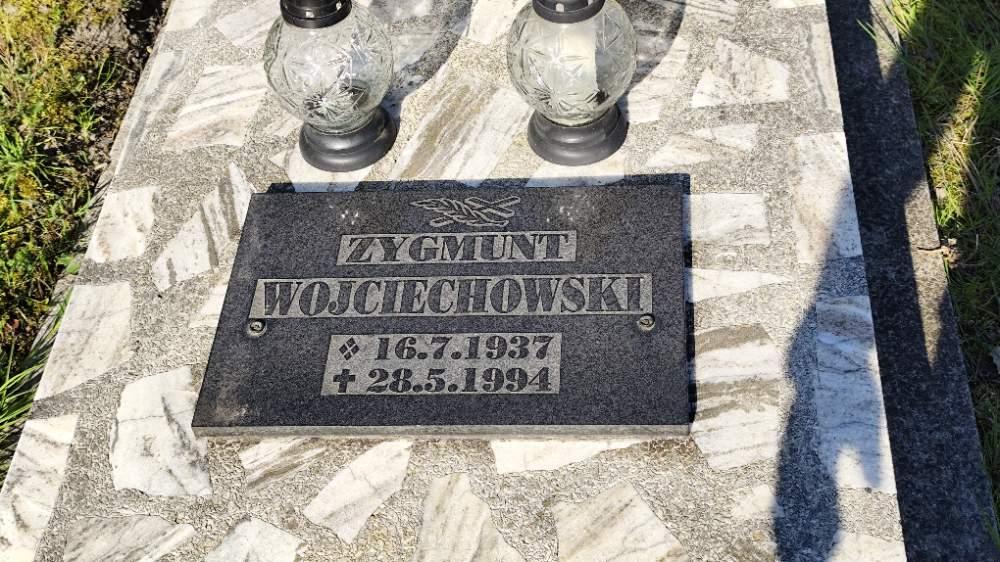 ZYGMUNT
WOJCIECHOWSKI
16.7.1937
✝ 28.5.1994